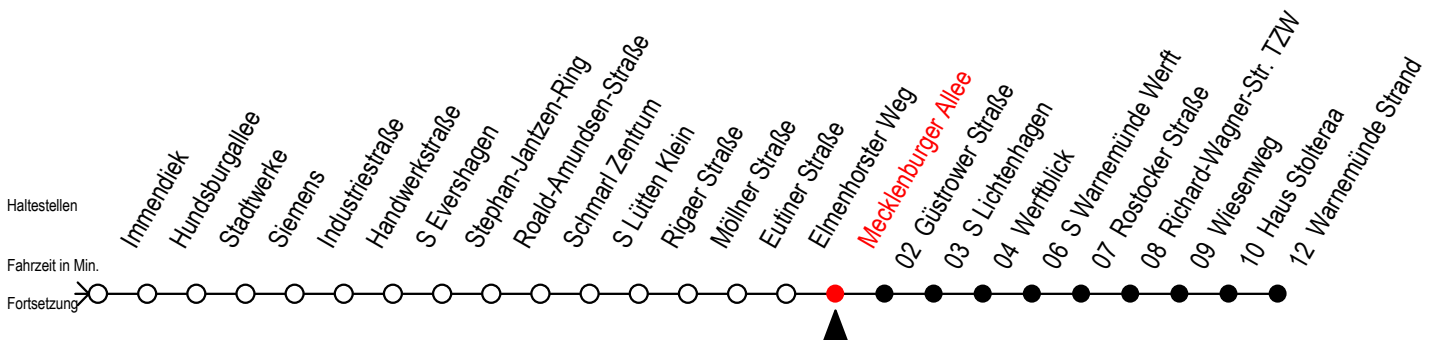 Haltestellen
Fahrzeit in Min.
Fortsetzung
Immendiek
Hundsburgallee
Stadtwerke
Siemens
Industriestraße
Handwerkstraße
S Evershagen
Stephan-Jantzen-Ring
Roald-Amundsen-Straße
Schmarl Zentrum
S Lütten Klein
Rigaer Straße
Möllner Straße
Eutiner Straße
Elmenhorster Weg
Mecklenburger Allee
02 Güstrower Straße
03 S Lichtenhagen
04 Werftblick
06 S Warnemünde Werft
07 Rostocker Straße
08 Richard-Wagner-Str. TZW
09 Wiesenweg
10 Haus Stolteraa
12 Warnemünde Strand